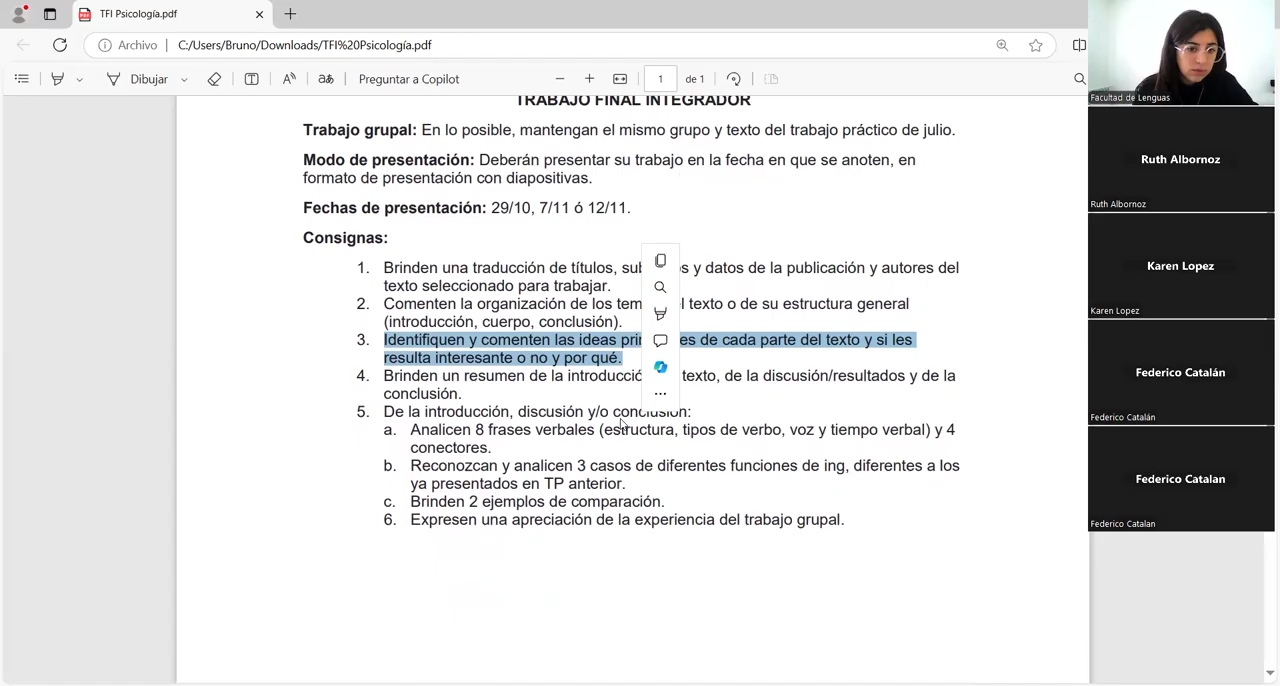 TFI Psicología.pdf
Archivo
C:/Users/Bruno/Downloads/TFI%20Psicología.pdf
Dibujar
Preguntar a Copilot
1
de 1
TRABAJO FINAL INTEGRADOR
Trabajo grupal: En lo posible, mantengan el mismo grupo y texto del trabajo práctico de julio.
Modo de presentación: Deberán presentar su trabajo en la fecha en que se anoten, en
formato de presentación con diapositivas.
Fechas de presentación: 29/10, 7/11 ó 12/11.
Consignas:
1. Brinden una traducción de títulos, y datos de la publicación y autores del
texto seleccionado para trabajar.
2. Comenten la organización de los texto o de su estructura general
(introducción, cuerpo, conclusión).
3. Identifiquen y comenten las ideas de cada parte del texto y si les
resulta interesante o no y por qué.
4. Brinden un resumen de la texto, de la discusión/resultados y de la
conclusión.
5. De la introducción, discusión y/o conclusión:
a. Analicen 8 frases verbales (estructura, tipos de verbo, voz y tiempo verbal) y 4
conectores.
b. Reconozcan y analicen 3 casos de diferentes funciones de ing, diferentes a los
ya presentados en TP anterior.
c. Brinden 2 ejemplos de comparación.
6. Expresen una apreciación de la experiencia del trabajo grupal.
Facultad de Lenguas
Ruth Albornoz
Ruth Albornoz
Karen Lopez
Karen Lopez
Federico Catalán
Federico Catalán
Federico Catalan
Federico Catalan